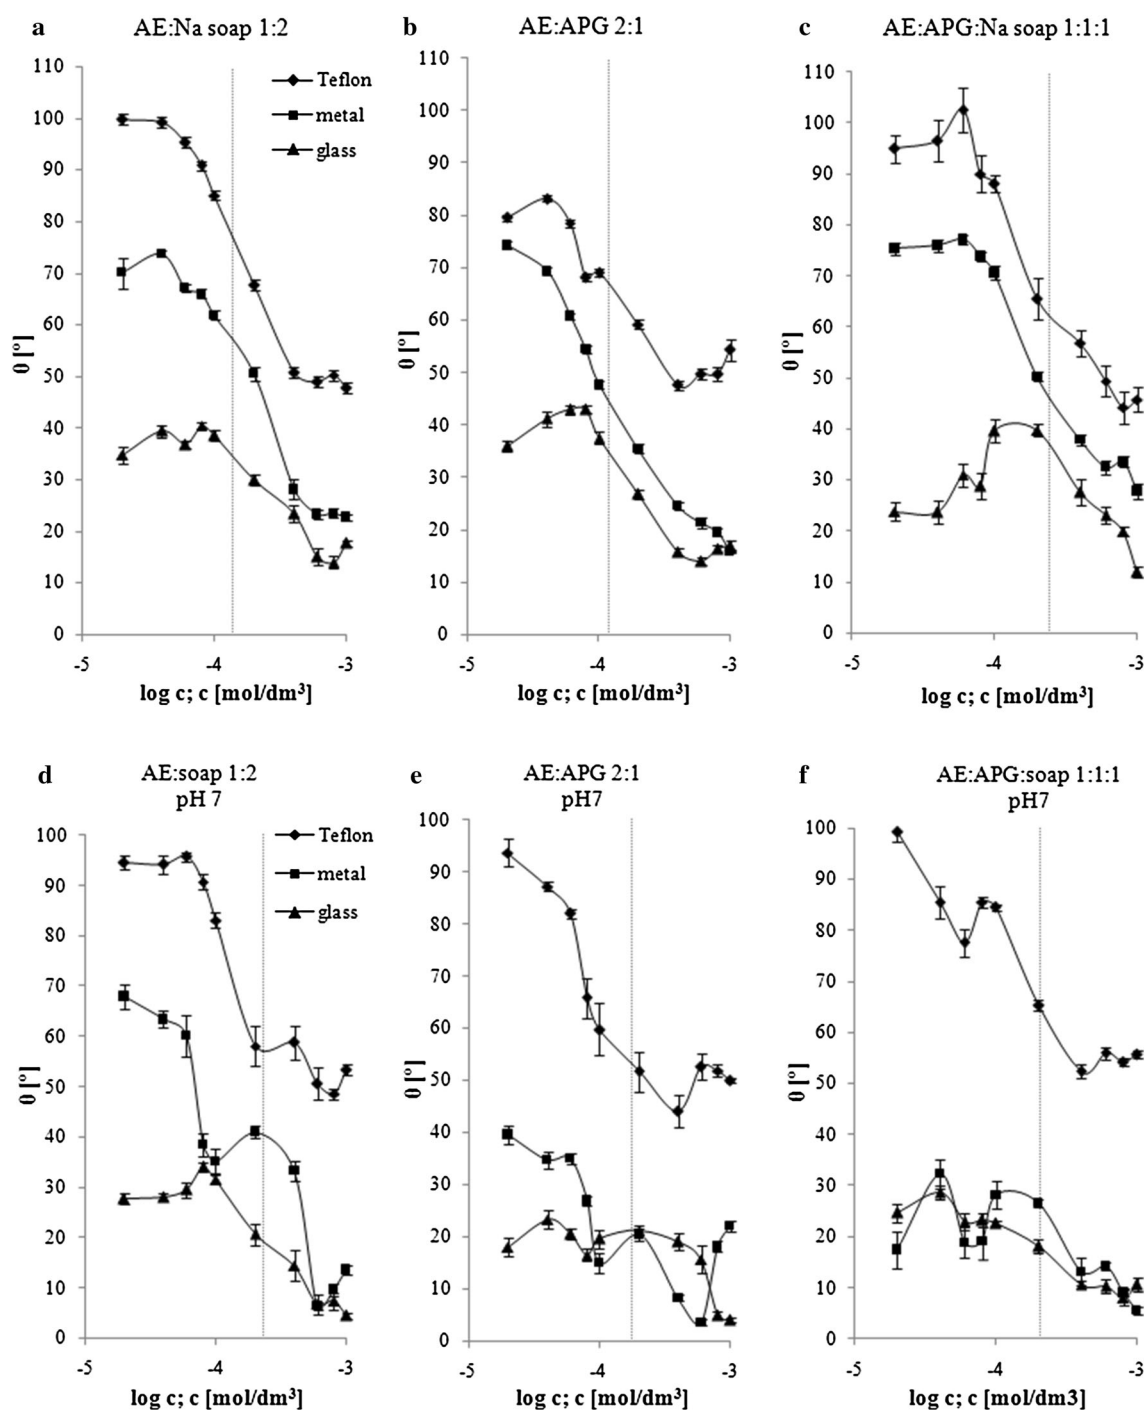 a
AE:Na soap 1:2
110
100
90
80
70
60
50
40
30
20
10
0
θ [º]
Teflon
metal
glass
-5
-4
-3
log c; c [mol/dm³]
b
AE:APG 2:1
110
100
90
80
70
60
50
40
30
20
10
0
θ [º]
-5
-4
-3
log c; c [mol/dm³]
c
AE:APG:Na soap 1:1:1
110
100
90
80
70
60
50
40
30
20
10
0
θ [º]
-5
-4
-3
log c; c [mol/dm³]
d
AE:soap 1:2
pH 7
100
90
80
70
60
50
40
30
20
10
0
θ [º]
Teflon
metal
glass
-5
-4
-3
log c; c [mol/dm³]
e
AE:APG 2:1
pH7
100
90
80
70
60
50
40
30
20
10
0
θ [º]
-5
-4
-3
log c; c [mol/dm³]
f
AE:APG:soap 1:1:1
pH7
100
90
80
70
60
50
40
30
20
10
0
θ [º]
-5
-4
-3
log c; c [mol/dm3]